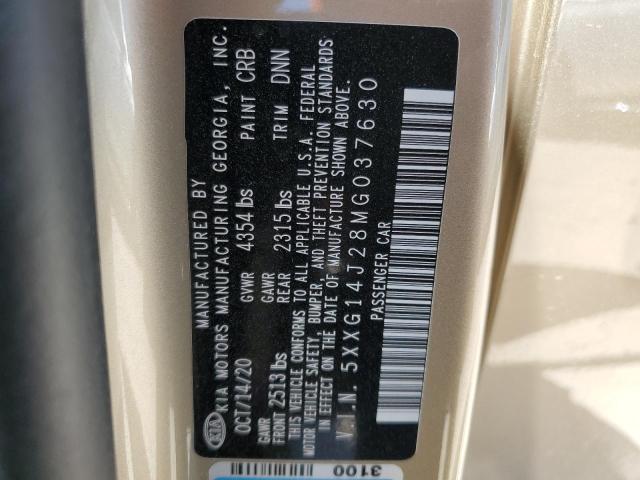 MANUFACTURED BY
KIA KIA MOTORS MANUFACTURING GEORGIA, INC.
OCT/14/20 GVWR 4354 lbs PAINT CRB
GAWR FRONT 2513 lbs GAWR REAR 2315 lbs TRIM DNN
THIS VEHICLE CONFORMS TO ALL APPLICABLE U.S.A. FEDERAL
MOTOR VEHICLE SAFETY, BUMPER, AND THEFT PREVENTION STANDARDS
IN EFFECT ON THE DATE OF MANUFACTURE SHOWN ABOVE.
V.I.N. 5XXG14J28MG037630
PASSENGER CAR
3100